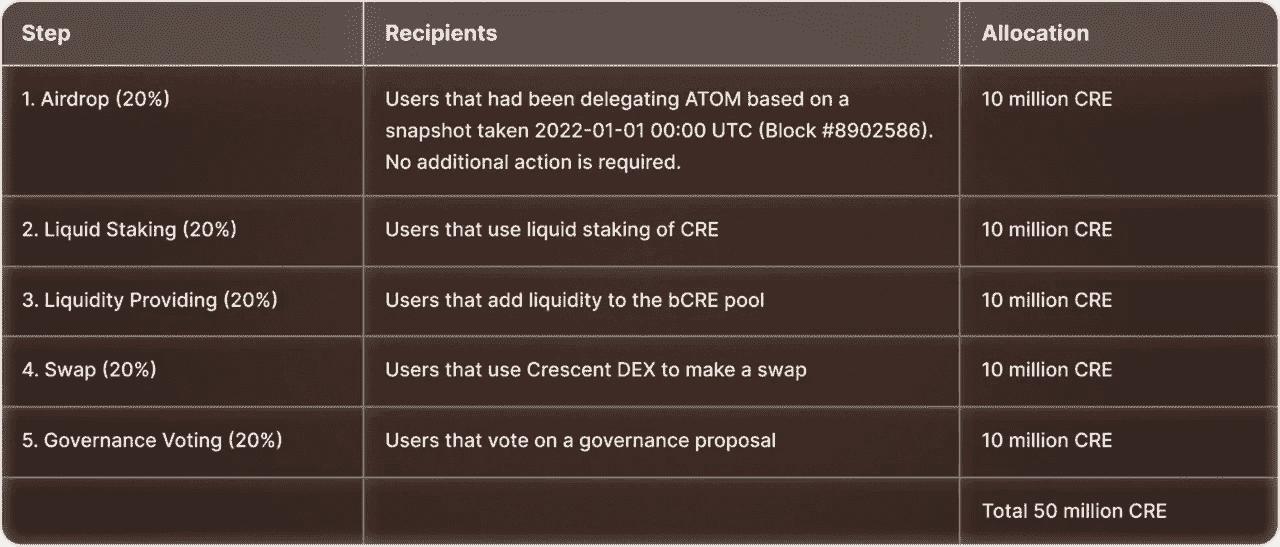 Step Recipients Allocation
1. Airdrop (20%) Users that had been delegating ATOM based on a 10 million CRE
snapshot taken 2022-01-01 00:00 UTC (Block #8902586).
No additional action is required.
2. Liquid Staking (20%) Users that use liquid staking of CRE 10 million CRE
3. Liquidity Providing (20%) Users that add liquidity to the bCRE pool 10 million CRE
4. Swap (20%) Users that use Crescent DEX to make a swap 10 million CRE
5. Governance Voting (20%) Users that vote on a governance proposal 10 million CRE
Total 50 million CRE